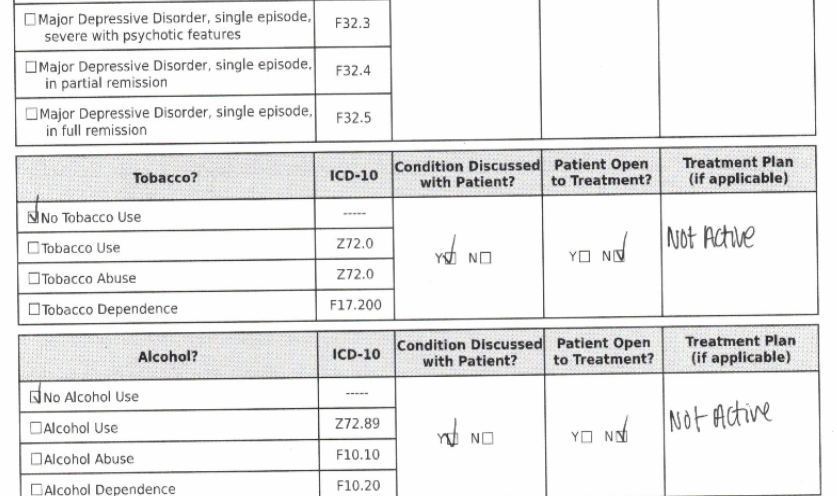 ☐Major Depressive Disorder, single episode,
severe with psychotic features
F32.3
☐Major Depressive Disorder, single episode,
in partial remission
F32.4
☐Major Depressive Disorder, single episode,
in full remission
F32.5
Tobacco?
ICD-10
Condition Discussed
with Patient?
Patient Open
to Treatment?
Treatment Plan
(if applicable)
☑No Tobacco Use
-----
☐Tobacco Use
Z72.0
☐Tobacco Abuse
Z72.0
☐Tobacco Dependence
F17.200
Y☑ N☐
Y☐ N☑
Not Active
Alcohol?
ICD-10
Condition Discussed
with Patient?
Patient Open
to Treatment?
Treatment Plan
(if applicable)
☑No Alcohol Use
-----
☐Alcohol Use
Z72.89
☐Alcohol Abuse
F10.10
☐Alcohol Dependence
F10.20
Y☑ N☐
Y☐ N☑
Not Active